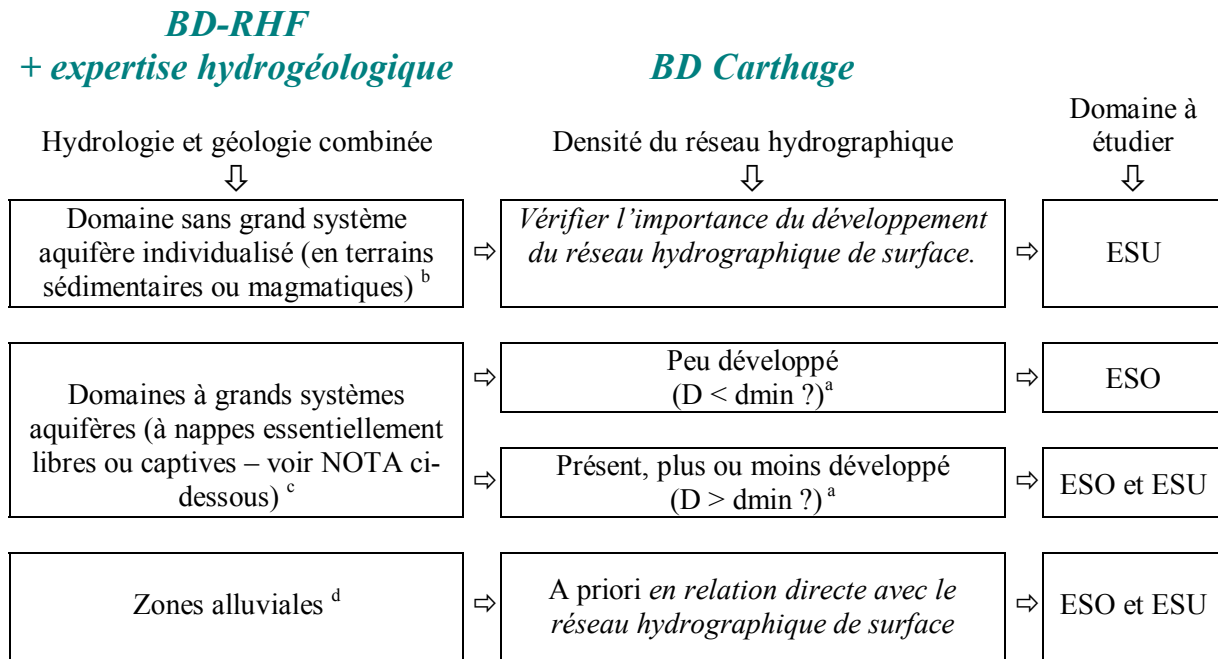 BD-RHF
+ expertise hydrogéologique
BD Carthage
Hydrologie et géologie combinée
Densité du réseau hydrographique
Domaine à
étudier
⇩
⇩
⇩
Domaine sans grand système
aquifère individualisé (en terrains
sédimentaires ou magmatiques) b
⇨
Vérifier l’importance du développement
du réseau hydrographique de surface.
⇨
ESU
Domaines à grands systèmes
aquifères (à nappes essentiellement
libres ou captives – voir NOTA ci-
dessous) c
⇨
Peu développé
(D < dmin ?)a
⇨
ESO
⇨
Présent, plus ou moins développé
(D > dmin ?) a
⇨
ESO et ESU
Zones alluviales d
⇨
A priori en relation directe avec le
réseau hydrographique de surface
⇨
ESO et ESU